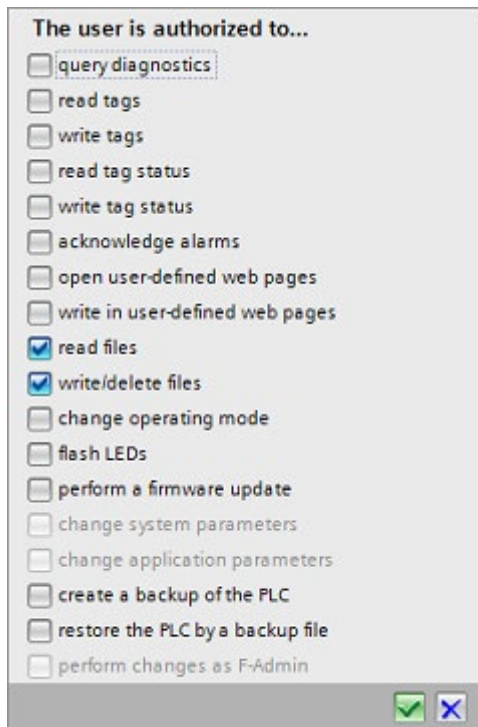 The user is authorized to...
query diagnostics
read tags
write tags
read tag status
write tag status
acknowledge alarms
open user-defined web pages
write in user-defined web pages
read files
write/delete files
change operating mode
flash LEDs
perform a firmware update
change system parameters
change application parameters
create a backup of the PLC
restore the PLC by a backup file
perform changes as F-Admin